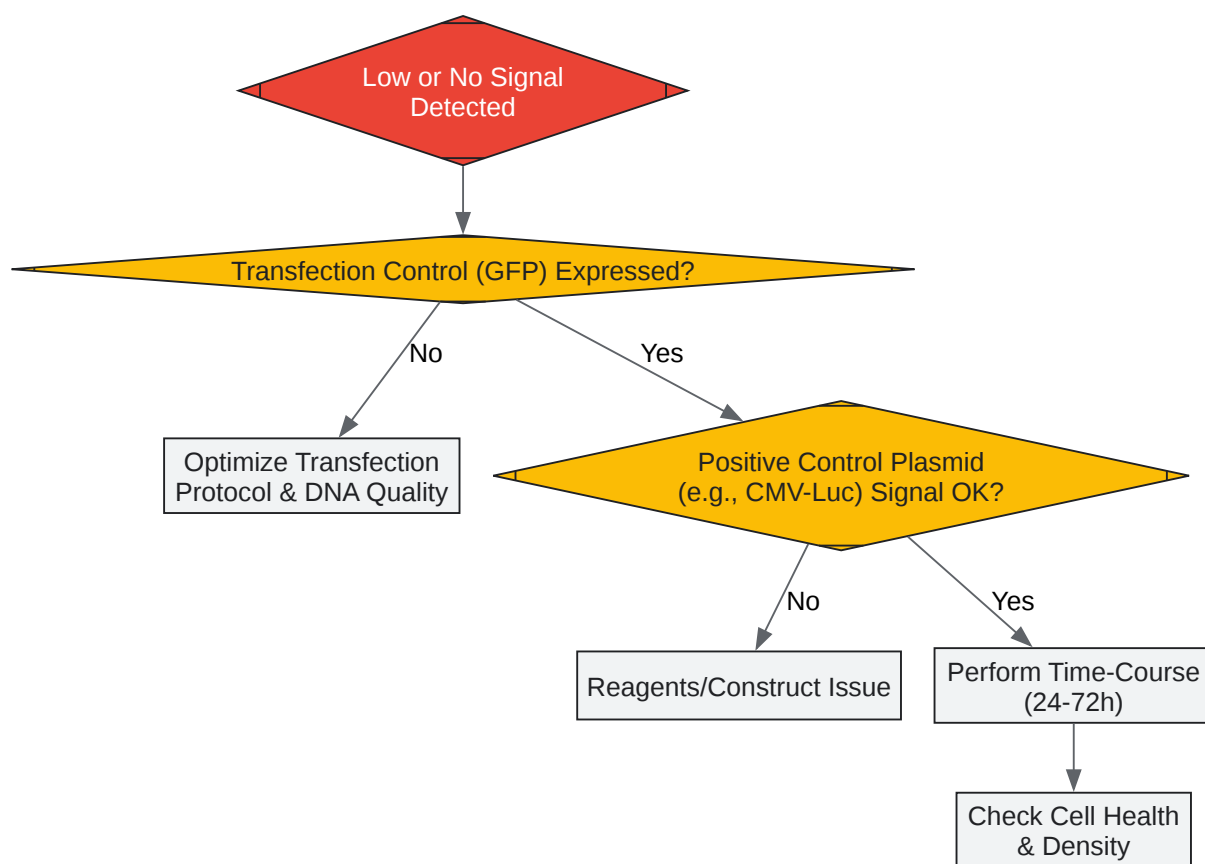 Low or No Signal
Detected
Transfection Control (GFP) Expressed?
No
Yes
Optimize Transfection
Protocol & DNA Quality
Positive Control Plasmid
(e.g., CMV-Luc) Signal OK?
No
Yes
Reagents/Construct Issue
Perform Time-Course
(24-72h)
Check Cell Health
& Density